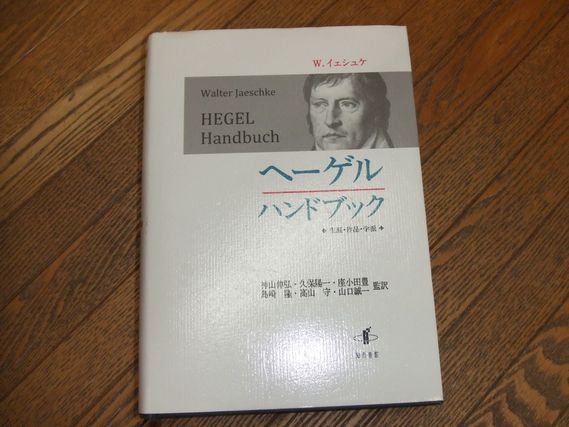 W. イェシュケ
Walter Jaeschke
HEGEL
Handbuch
ヘーゲル
ハンドブック
生涯・作品・学派
神山伸弘・久保陽一・座小田豊
島崎 隆・高山 守・山口誠一 監訳
知泉書館